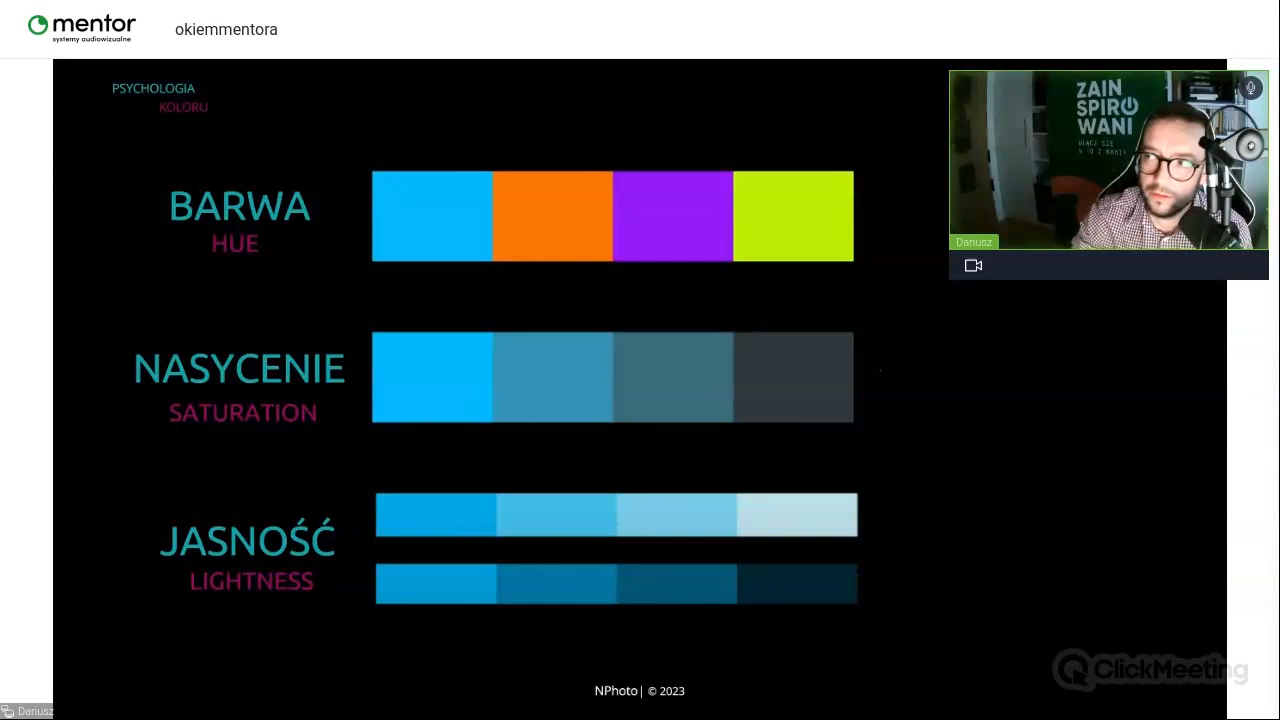 mentor
systemy audiowizualne
okiemmentora
PSYCHOLOGIA
KOLORU
BARWA
HUE
NASYCENIE
SATURATION
JASNOŚĆ
LIGHTNESS
NPhoto| © 2023
ZAIN
SPIRO
WANI
Dariusz
ClickMeeting
Dariusz